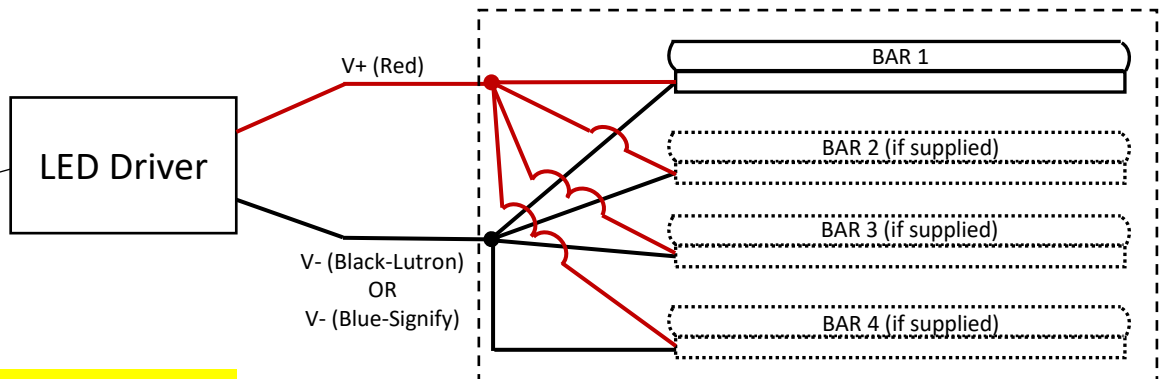 BAR 1
V+ (Red)
LED Driver
BAR 2 (if supplied)
BAR 3 (if supplied)
V- (Black-Lutron)
OR
V- (Blue-Signify)
BAR 4 (if supplied)